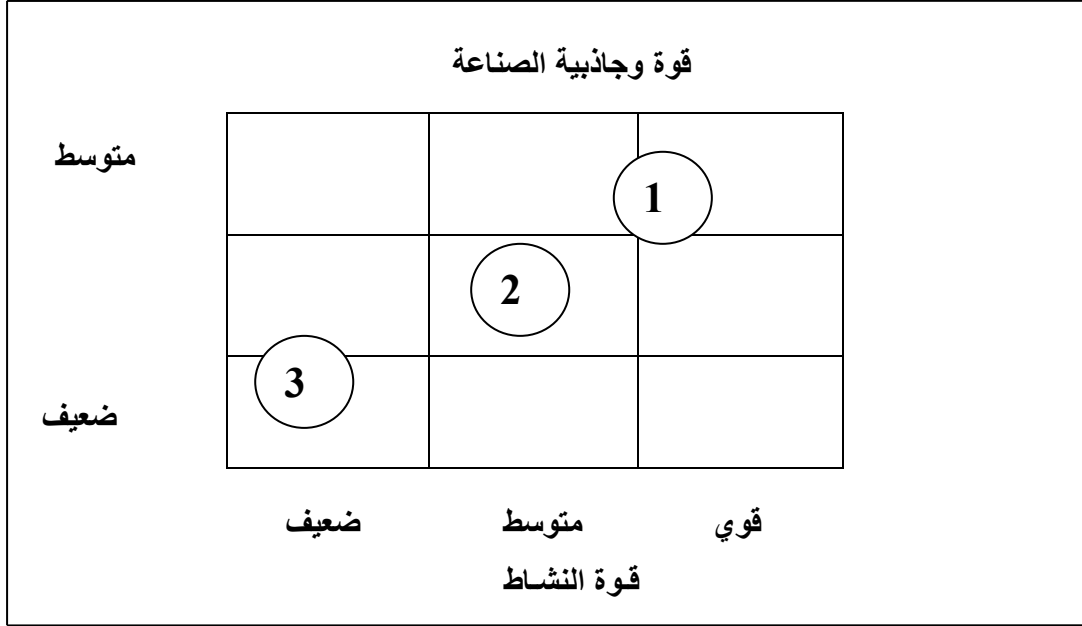 قوة وجاذبية الصناعة
متوسط
1
2
3
ضعيف
قوي متوسط ضعيف
قوة النشاط